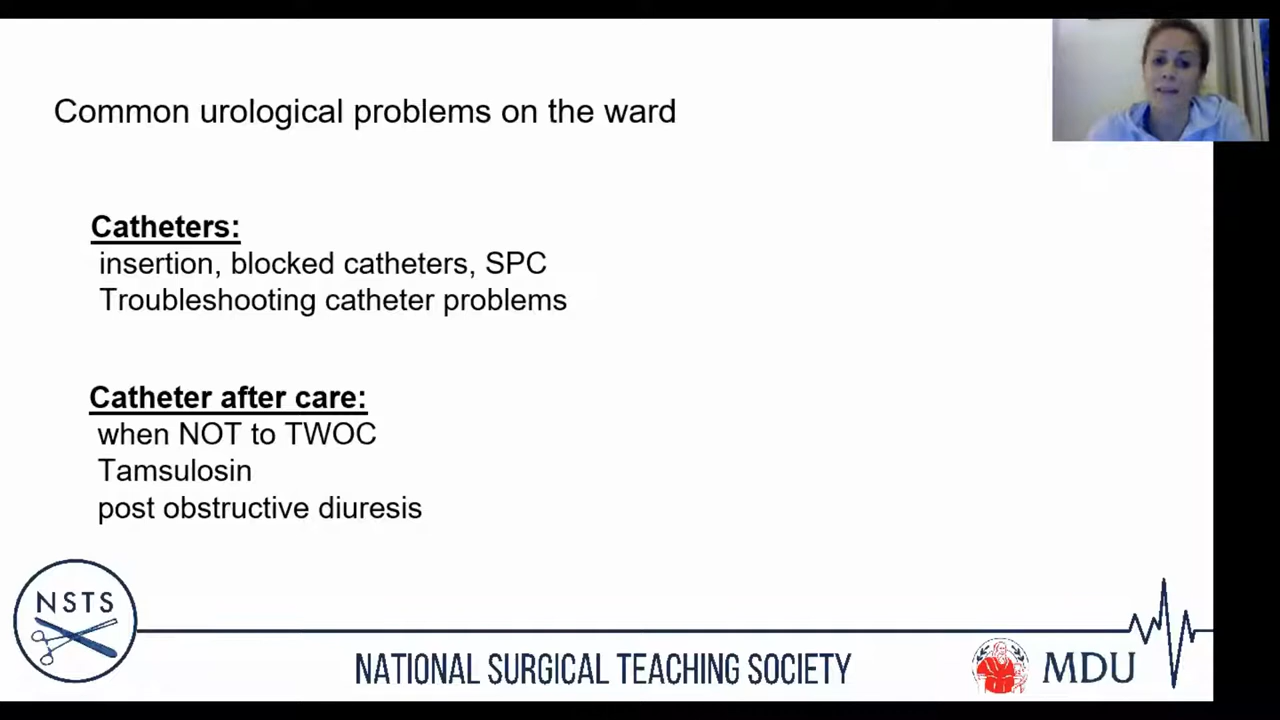 Common urological problems on the ward
Catheters:
insertion, blocked catheters, SPC
Troubleshooting catheter problems
Catheter after care:
when NOT to TWOC
Tamsulosin
post obstructive diuresis
NSTS
NATIONAL SURGICAL TEACHING SOCIETY
MDU